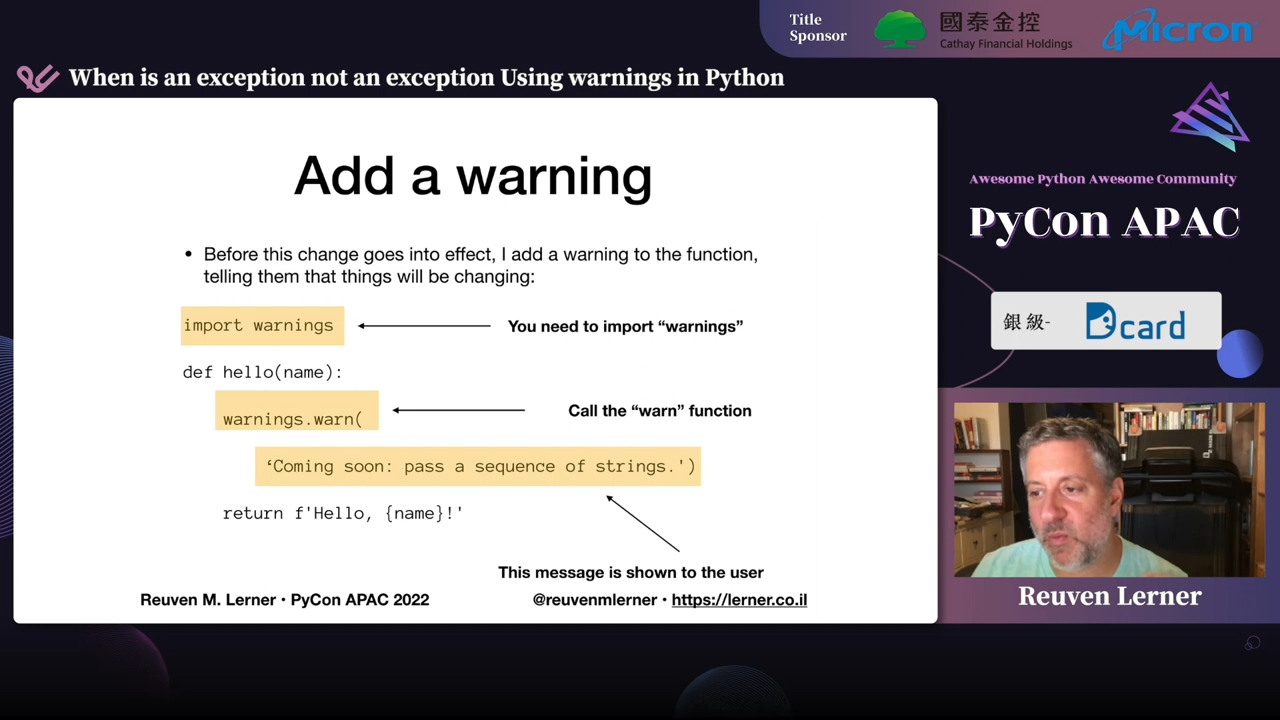 Title
Sponsor
國泰金控
Cathay Financial Holdings
Micron
When is an exception not an exception Using warnings in Python
Add a warning
• Before this change goes into effect, I add a warning to the function,
telling them that things will be changing:
import warnings
You need to import “warnings”
def hello(name):
warnings.warn(
Call the “warn” function
‘Coming soon: pass a sequence of strings.')
return f'Hello, {name}!'
This message is shown to the user
Reuven M. Lerner • PyCon APAC 2022
@reuvenmlerner • https://lerner.co.il
Awesome Python Awesome Community
PyCon APAC
銀級-
Dcard
Reuven Lerner